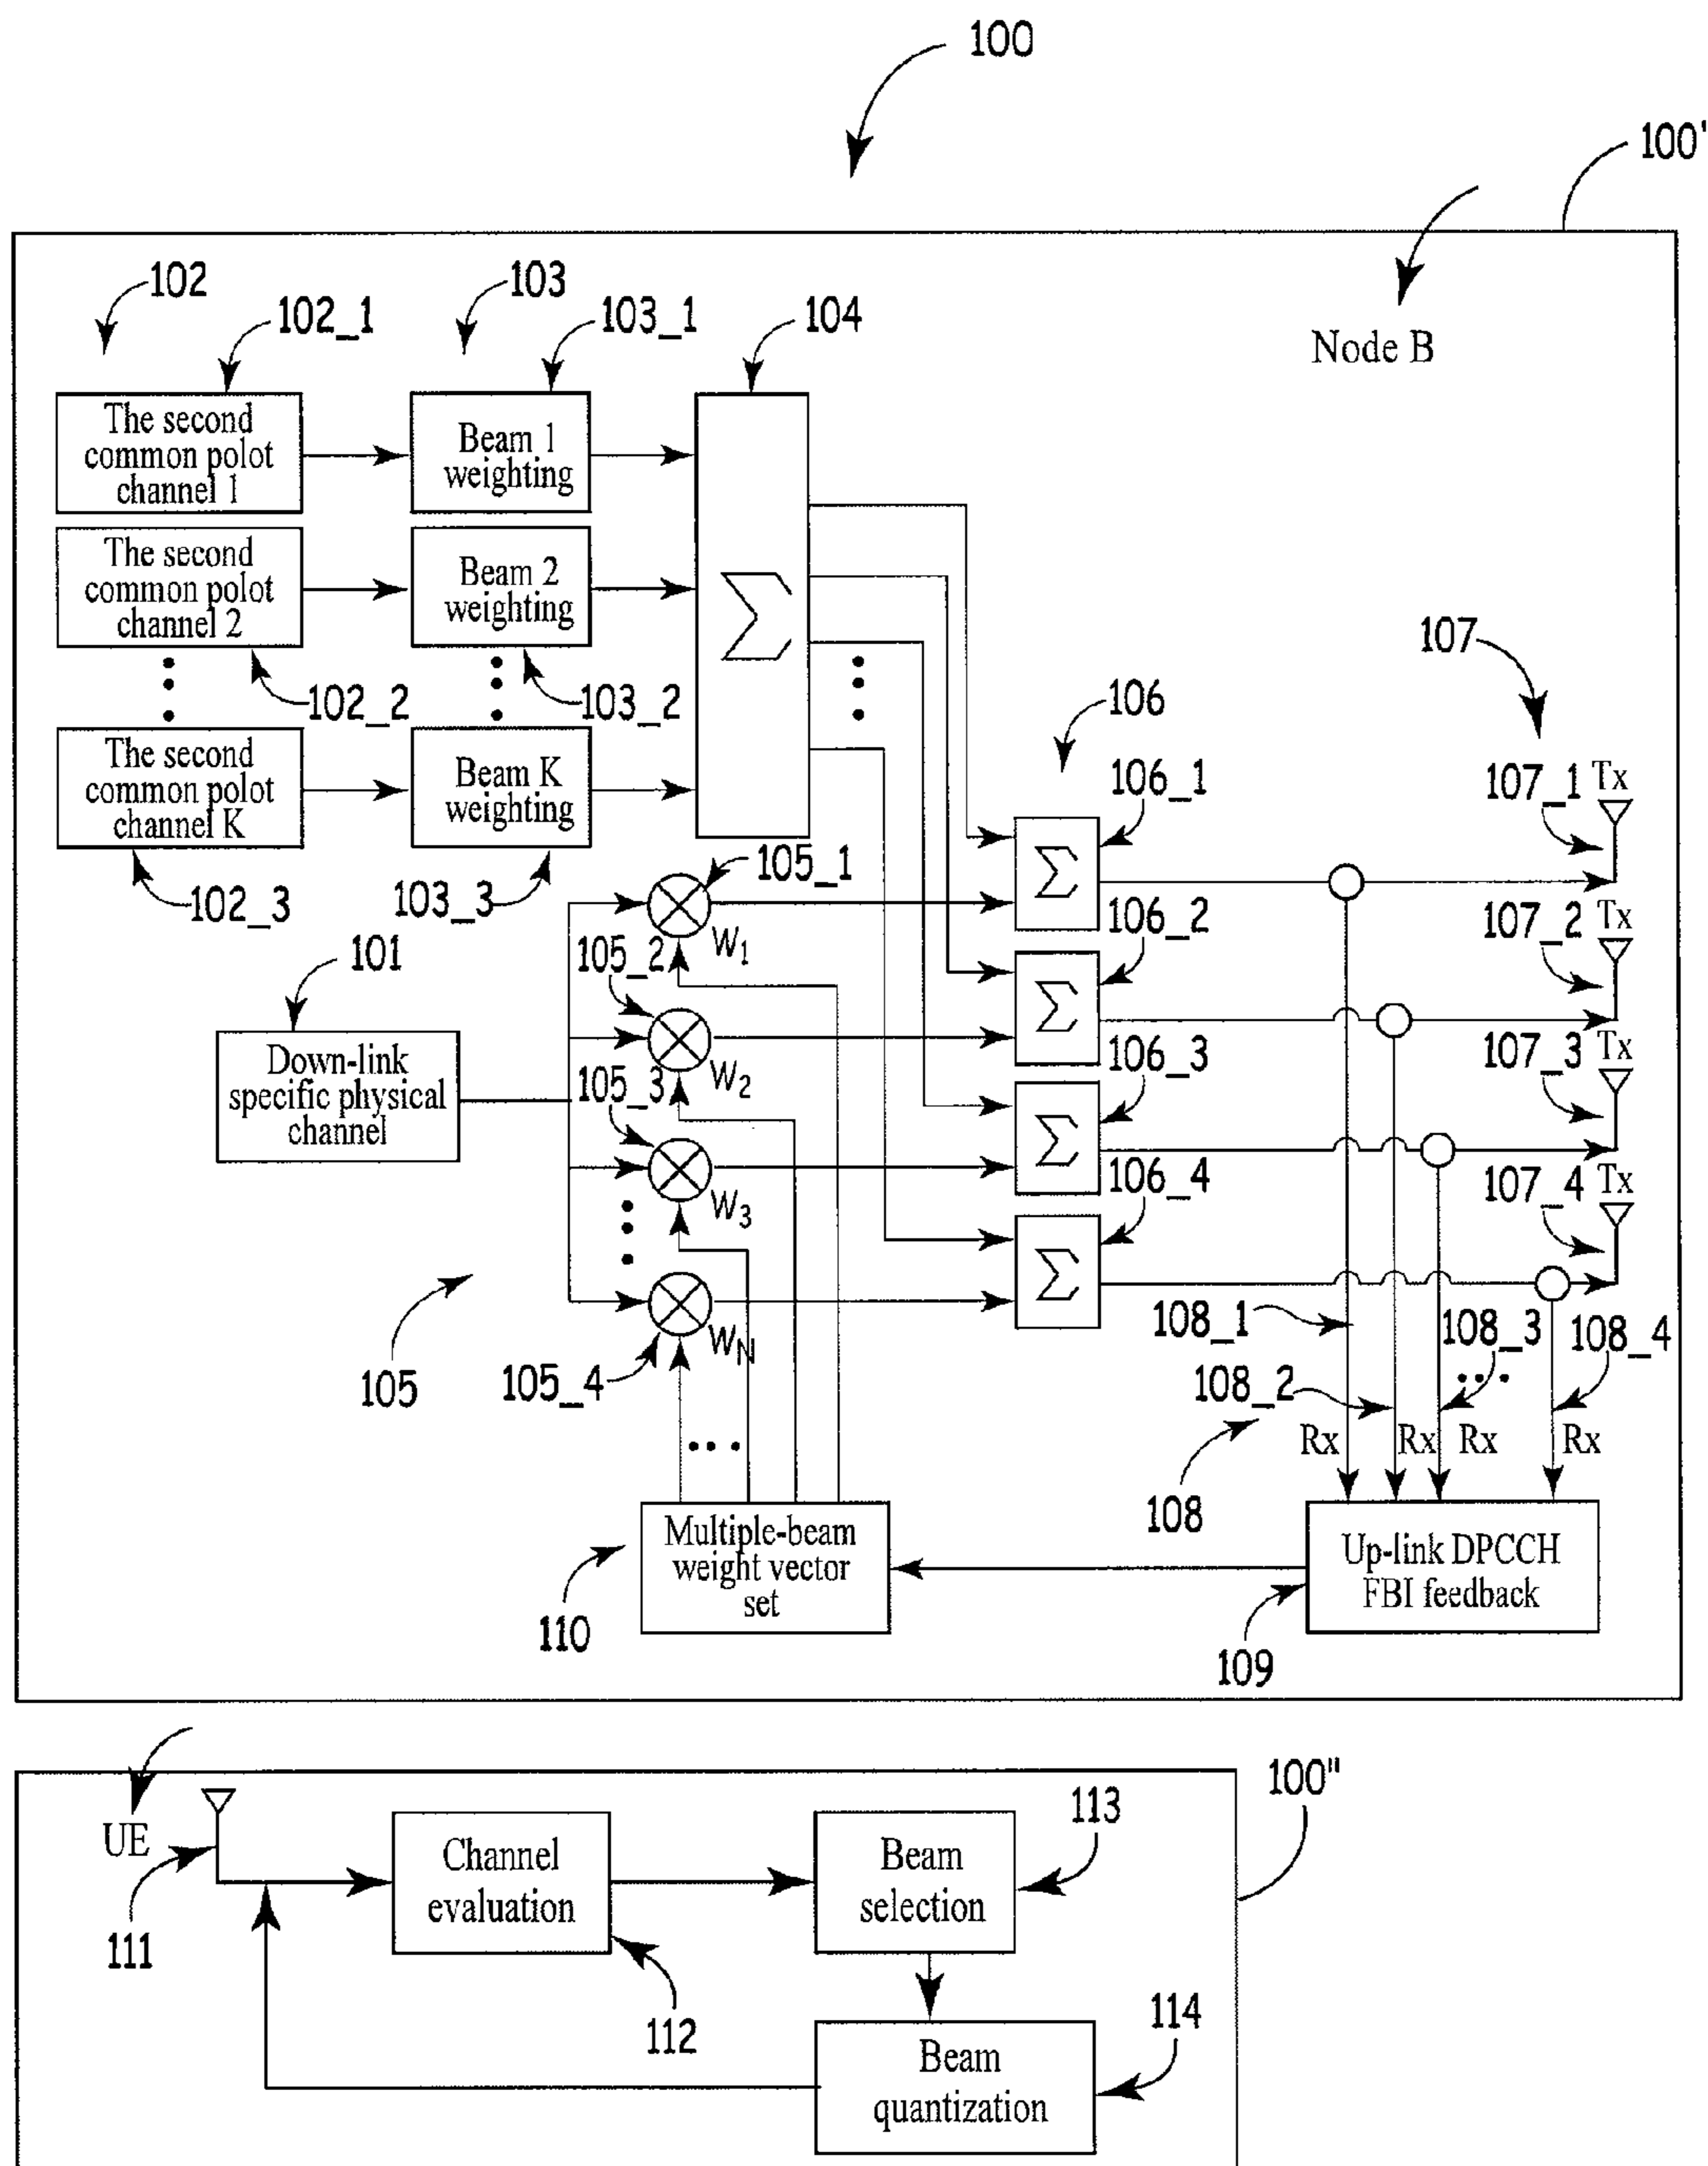 100
100'
102
103
102_1
103_1
104
Node B
The second
common polot
channel 1
Beam 1
weighting
The second
common polot
channel 2
Beam 2
weighting
Σ
107
102_2
103_2
106
The second
common polot
channel K
Beam K
weighting
106_1
107_1
Tx
102_3
103_3
105_1
Σ
W1
106_2
107_2
Tx
101
105_2
Down-link
specific physical
channel
Σ
W2
106_3
107_3
Tx
105_3
Σ
W3
106_4
107_4
Tx
Σ
WN
105
105_4
108_1
108_3
108_4
108_2
108
Rx
Rx
Rx
Rx
Multiple-beam
weight vector
set
Up-link DPCCH
FBI feedback
110
109
100"
UE
111
Channel
evaluation
Beam
selection
113
112
114
Beam
quantization